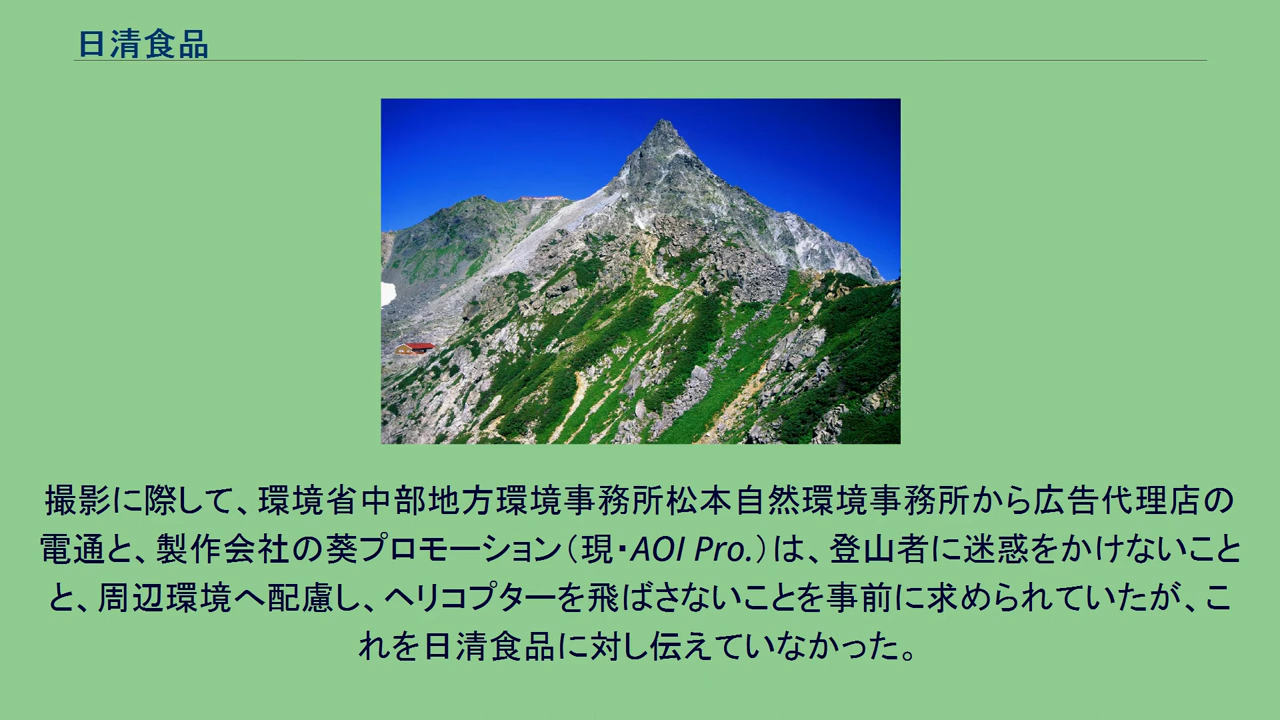 日清食品
撮影に際して、環境省中部地方環境事務所松本自然環境事務所から広告代理店の
電通と、製作会社の葵プロモーション（現・AOI Pro.）は、登山者に迷惑をかけないこと
と、周辺環境へ配慮し、ヘリコプターを飛ばさないことを事前に求められていたが、こ
れを日清食品に対し伝えていなかった。